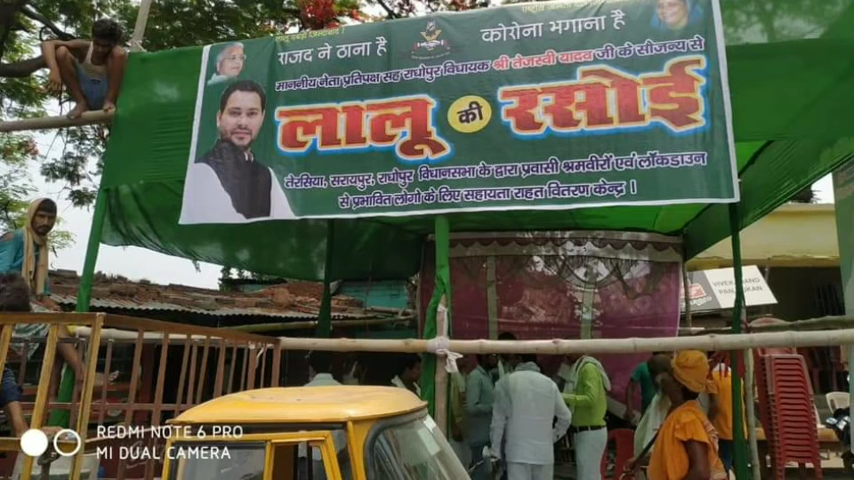 राजद ने ठाना है
कोरोना भगाना है
माननीय नेता प्रतिपक्ष सह राघोपुर विधायक श्री तेजस्वी यादव जी के सौजन्य से
लालू की रसोई
तेरसिया, सरायपुर, राघोपुर विधानसभा के द्वारा प्रवासी श्रमवीरों एवं लॉकडाउन
से प्रभावित लोगो के लिए सहायता राहत वितरण केन्द्र ।
REDMI NOTE 6 PRO
MI DUAL CAMERA